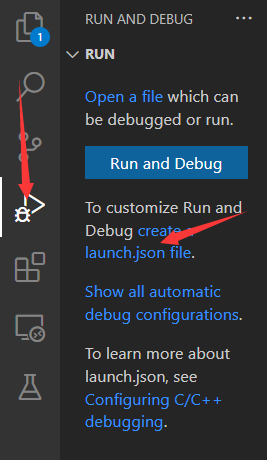 RUN AND DEBUG ...
1
RUN
Open a file which can
be debugged or run.
Run and Debug
To customize Run and
Debug create a
launch.json file.
Show all automatic
debug configurations.
To learn more about
launch.json, see
Configuring C/C++
debugging.